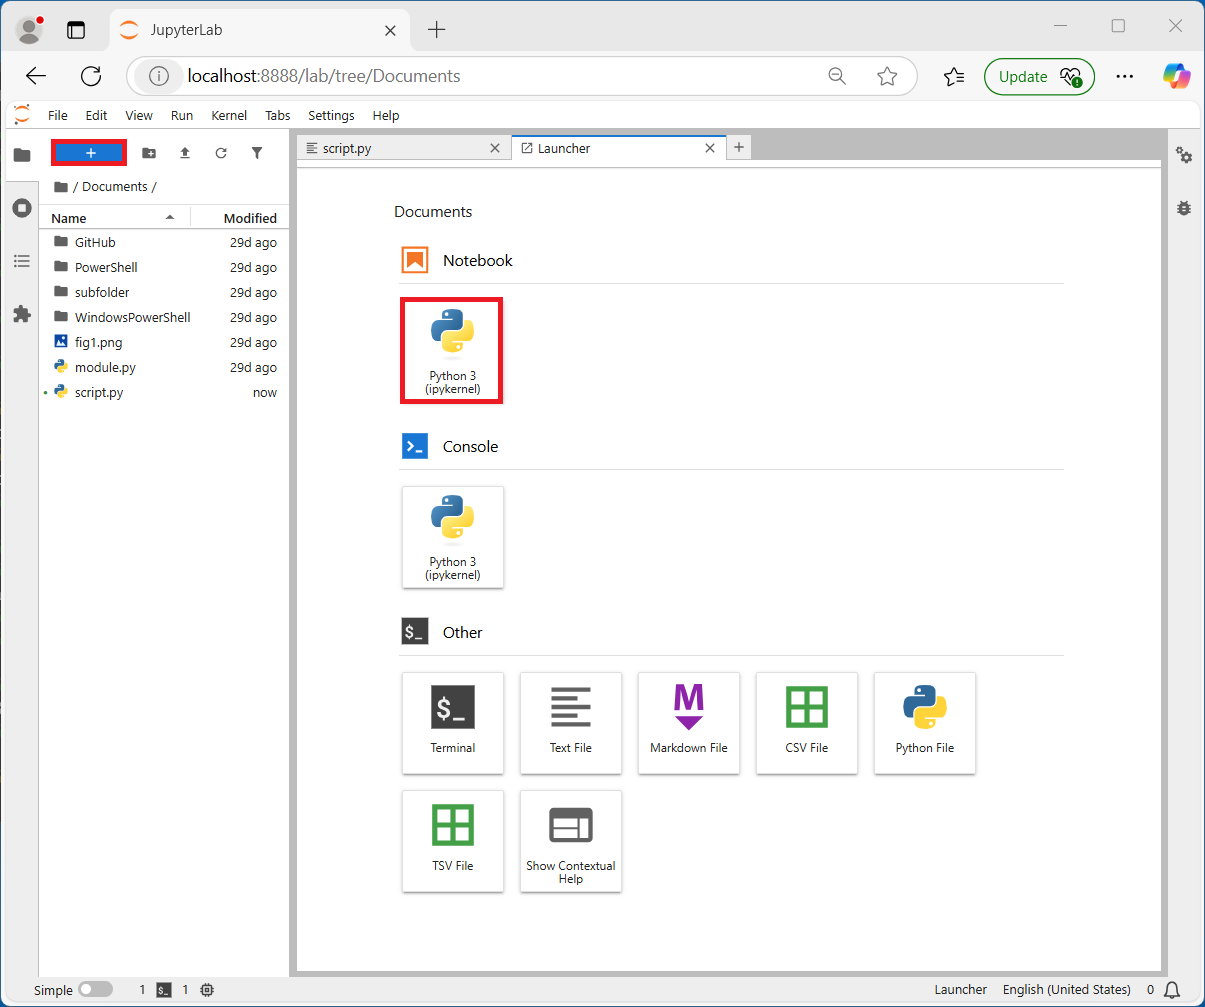 JupyterLab
localhost:8888/lab/tree/Documents
Update
File Edit View Run Kernel Tabs Settings Help
script.py
Launcher
/ Documents /
Name Modified
GitHub 29d ago
PowerShell 29d ago
subfolder 29d ago
WindowsPowerShell 29d ago
fig1.png 29d ago
module.py 29d ago
script.py now
Documents
Notebook
Python 3
(ipykernel)
Console
Python 3
(ipykernel)
$_ Other
$_
Terminal
Text File
M
Markdown File
CSV File
Python File
TSV File
Show Contextual
Help
Simple 1 $_ 1 Launcher English (United States) 0